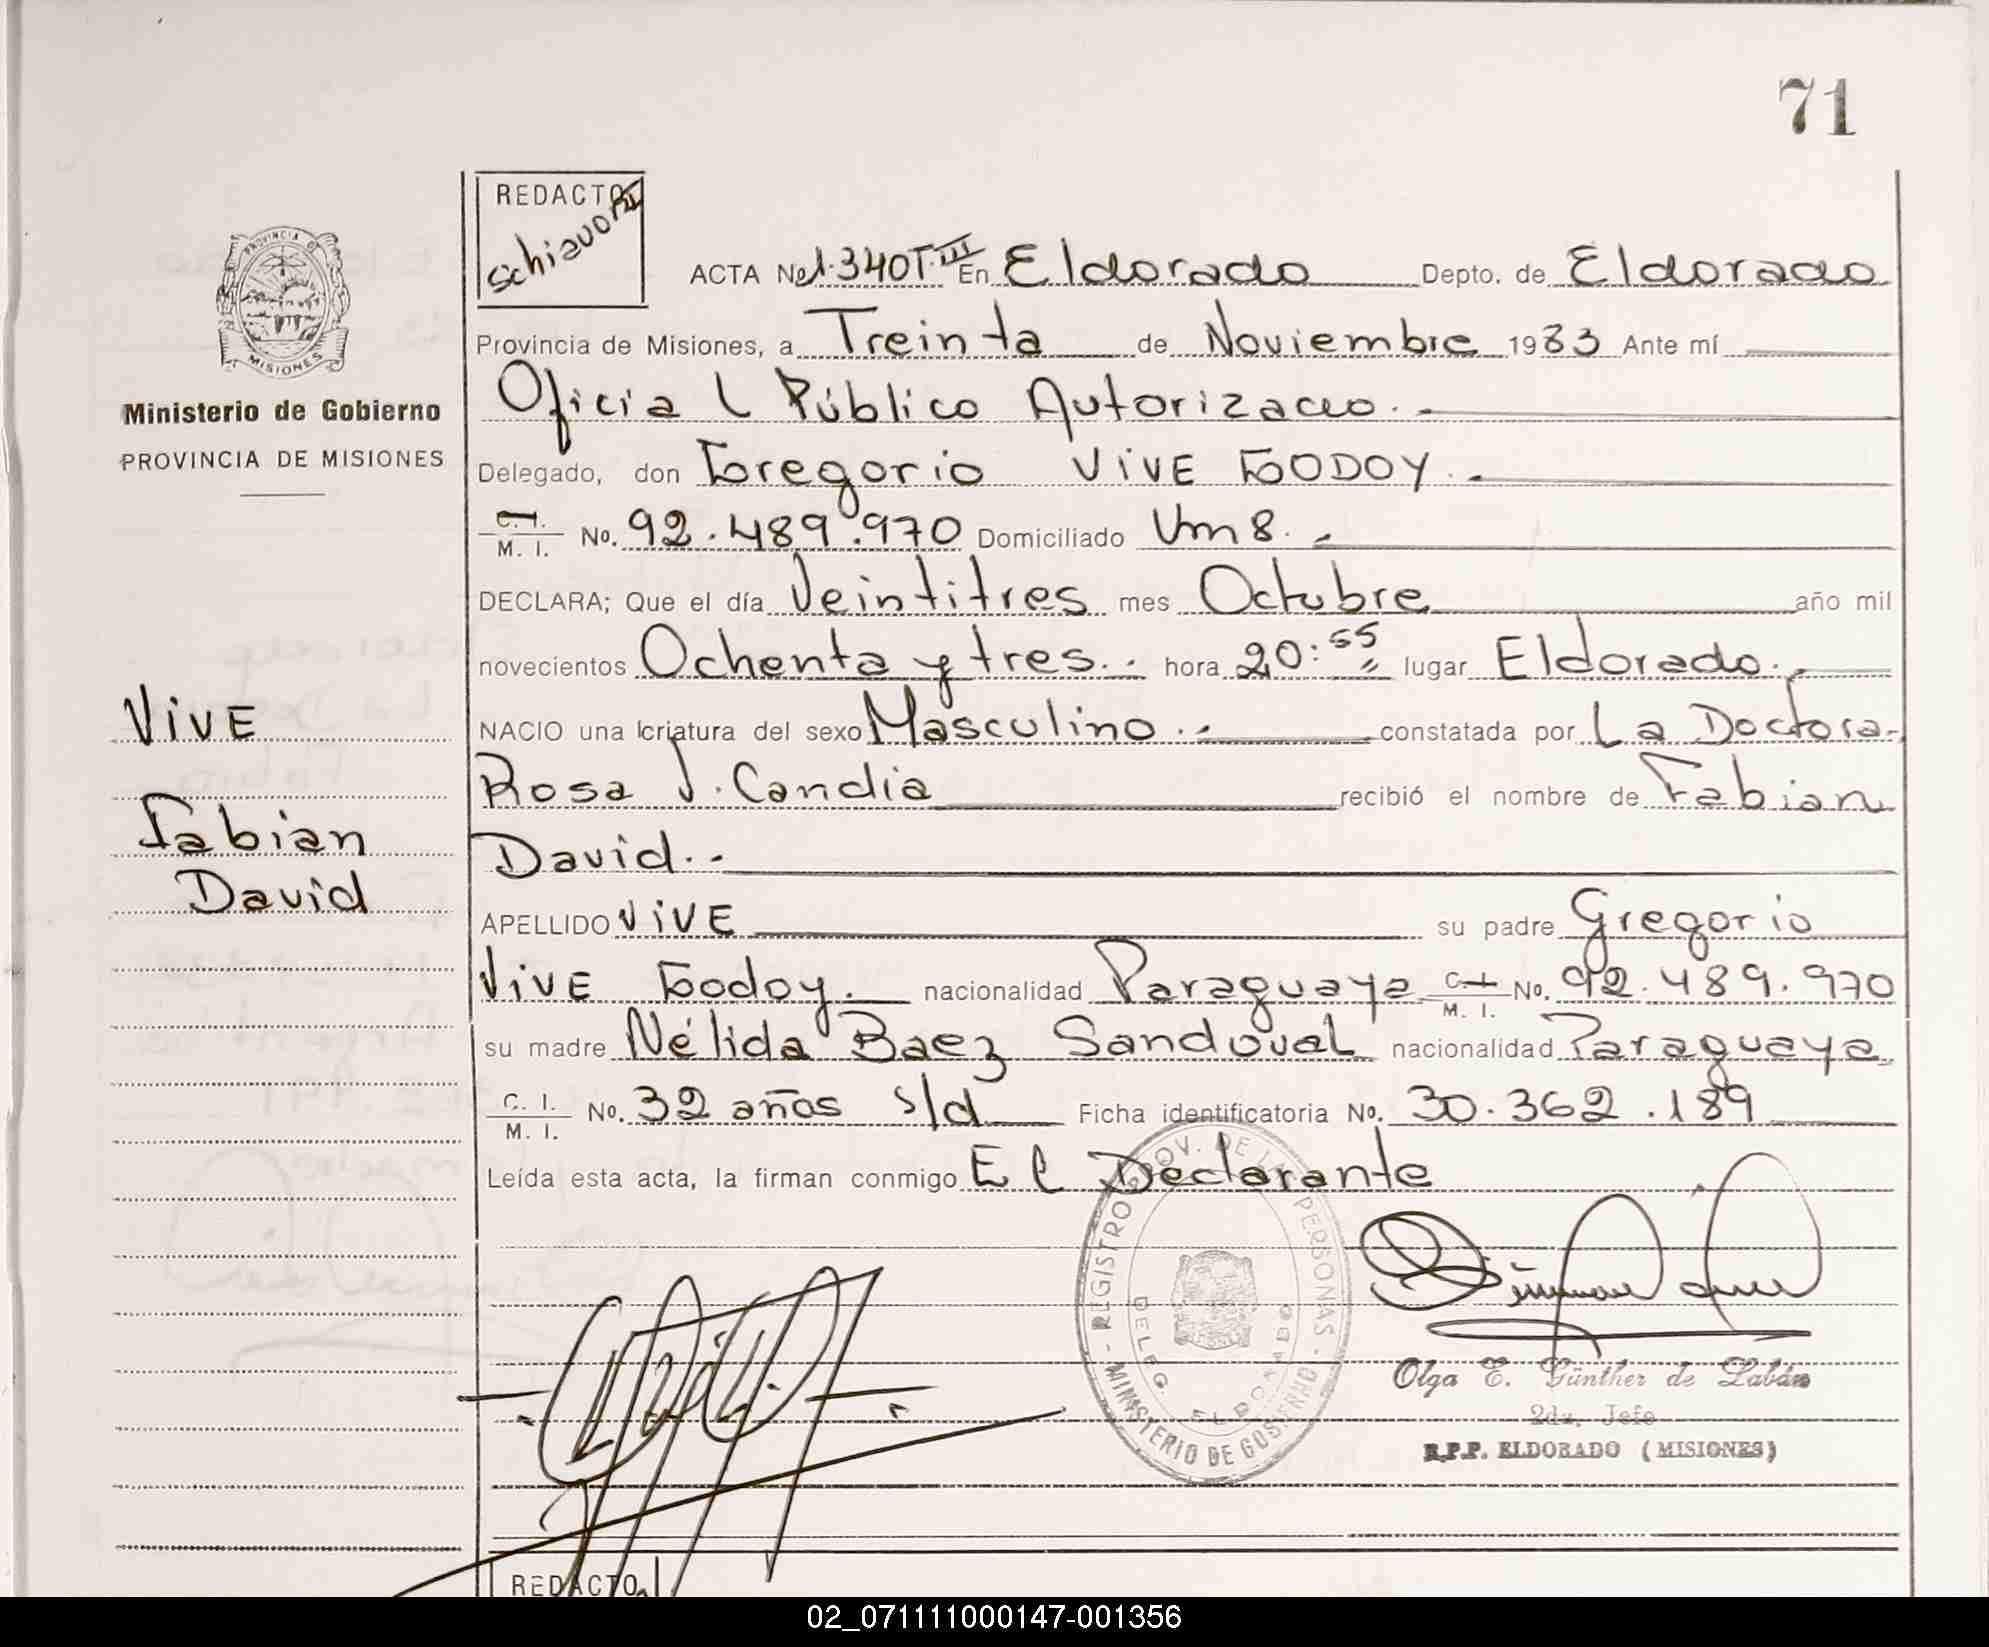 71
REDACTO
Schiavoni
ACTA No 1.340 T. III En Eldorado Depto. de Eldorado
Provincia de Misiones, a Treinta de Noviembre 1983 Ante mí
Oficial Público Autorizado.-
Delegado, don Gregorio VIVE GODOY.-
C. I.
M. I. No. 92.489.970 Domiciliado Km 8.-
DECLARA; Que el día Veintitres mes Octubre año mil
novecientos Ochenta y tres.. hora 20:55 lugar Eldorado.-
NACIO una criatura del sexo Masculino.- constatada por La Doctora
Rosa J. Candia recibió el nombre de Fabian
David.-
APELLIDO VIVE su padre Gregorio
VIVE Godoy. nacionalidad Paraguaya C. I. M. I. No. 92.489.970
su madre Nélida Baez Sandoval nacionalidad Paraguaya
C. I.
M. I. No. 32 años s/d Ficha identificatoria No. 30.362.189
Leída esta acta, la firman conmigo El Declarante
PROVINCIA DE
MISIONES
Ministerio de Gobierno
PROVINCIA DE MISIONES
VIVE
Fabian
David
REGISTRO PROV. DE LAS PERSONAS - MINISTERIO DE GOBIERNO -
DELEG. ELDORADO
Olga E. Günther de Labán
2da. Jefe
R.P.P. ELDORADO (MISIONES)
REDACTO
02_071111000147-001356